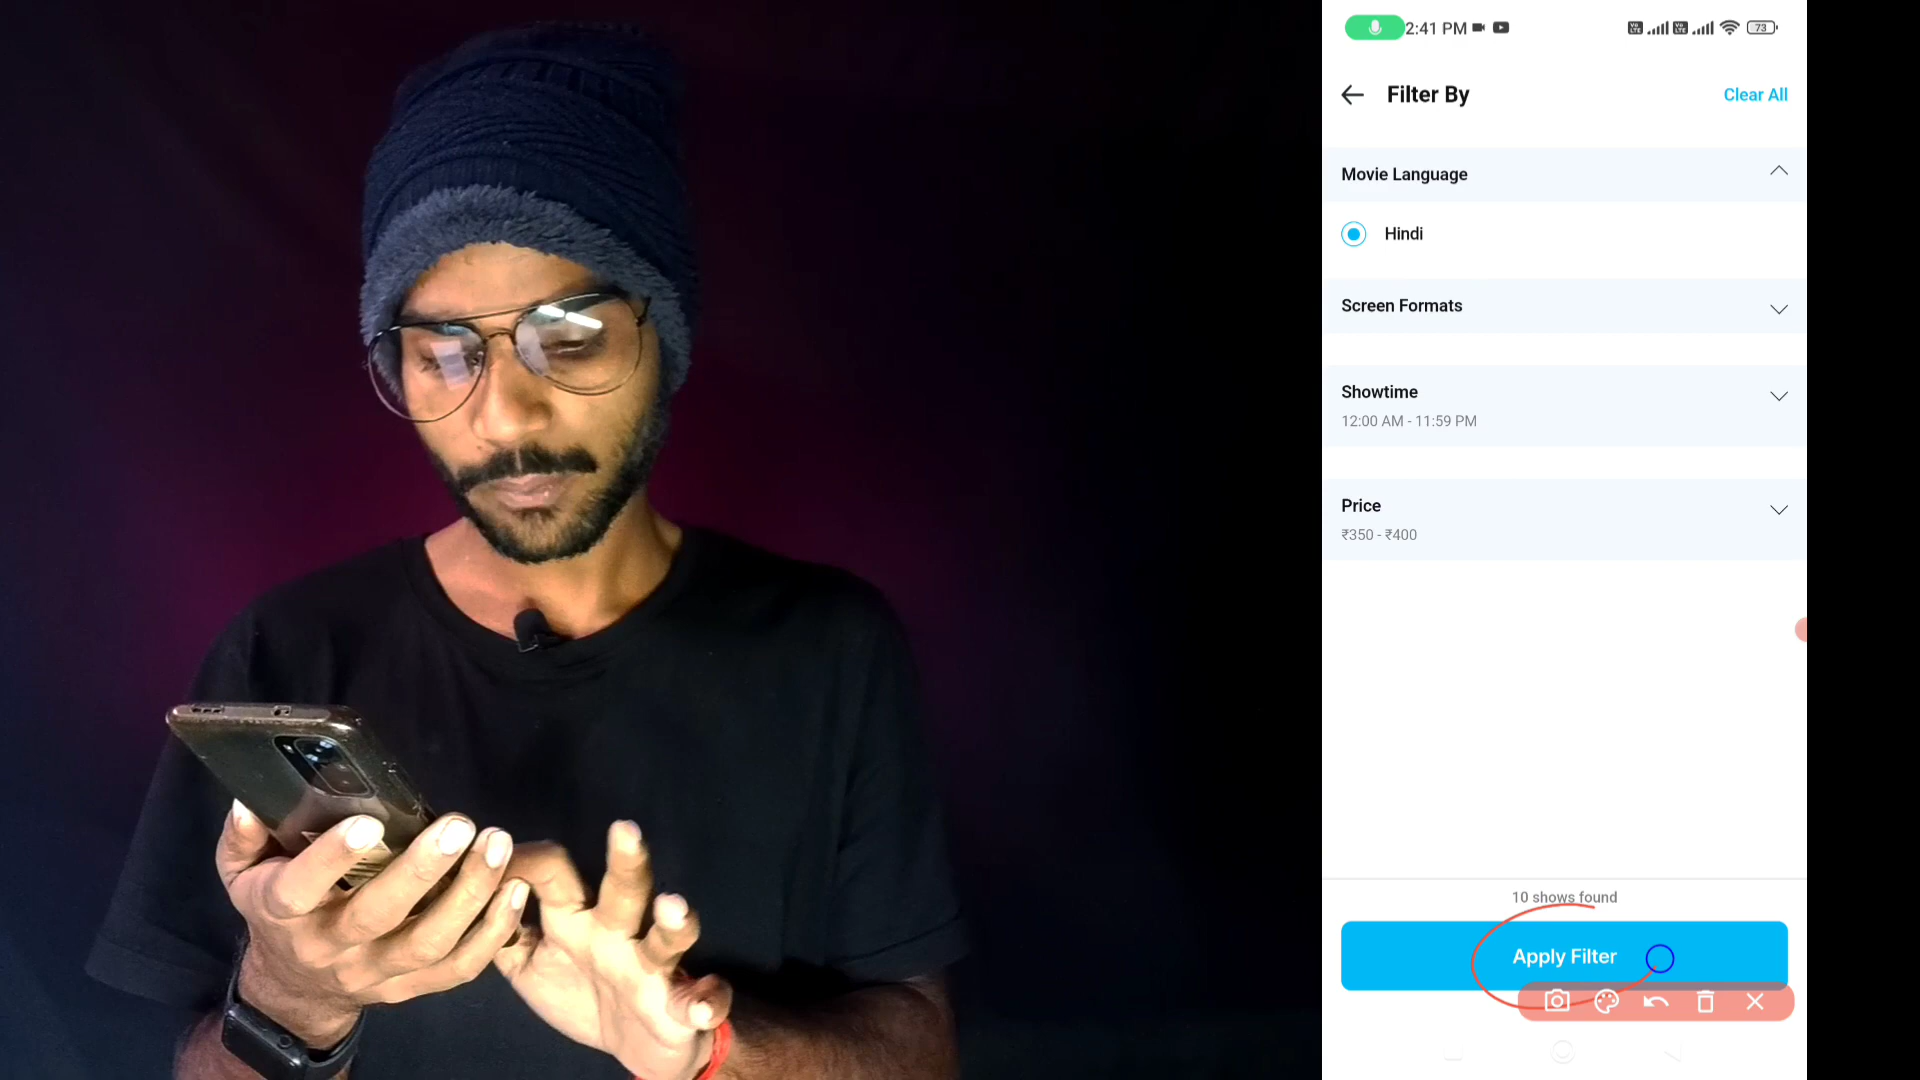 2:41 PM
73
Filter By
Clear All
Movie Language
Hindi
Screen Formats
Showtime
12:00 AM - 11:59 PM
Price
₹350 - ₹400
10 shows found
Apply Filter